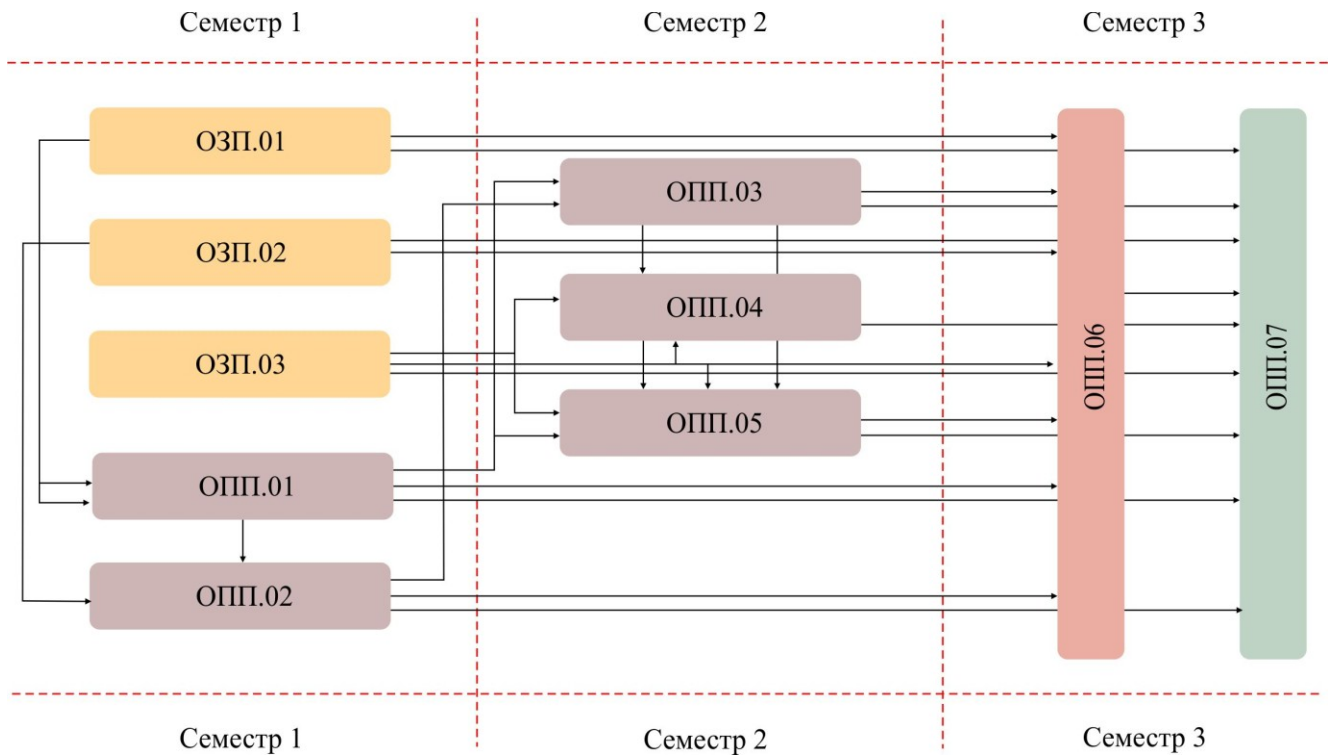 Семестр 1
Семестр 2
Семестр 3
ОЗП.01
ОЗП.02
ОЗП.03
ОПП.01
ОПП.02
ОПП.03
ОПП.04
ОПП.05
ОПП.06
ОПП.07
Семестр 1
Семестр 2
Семестр 3